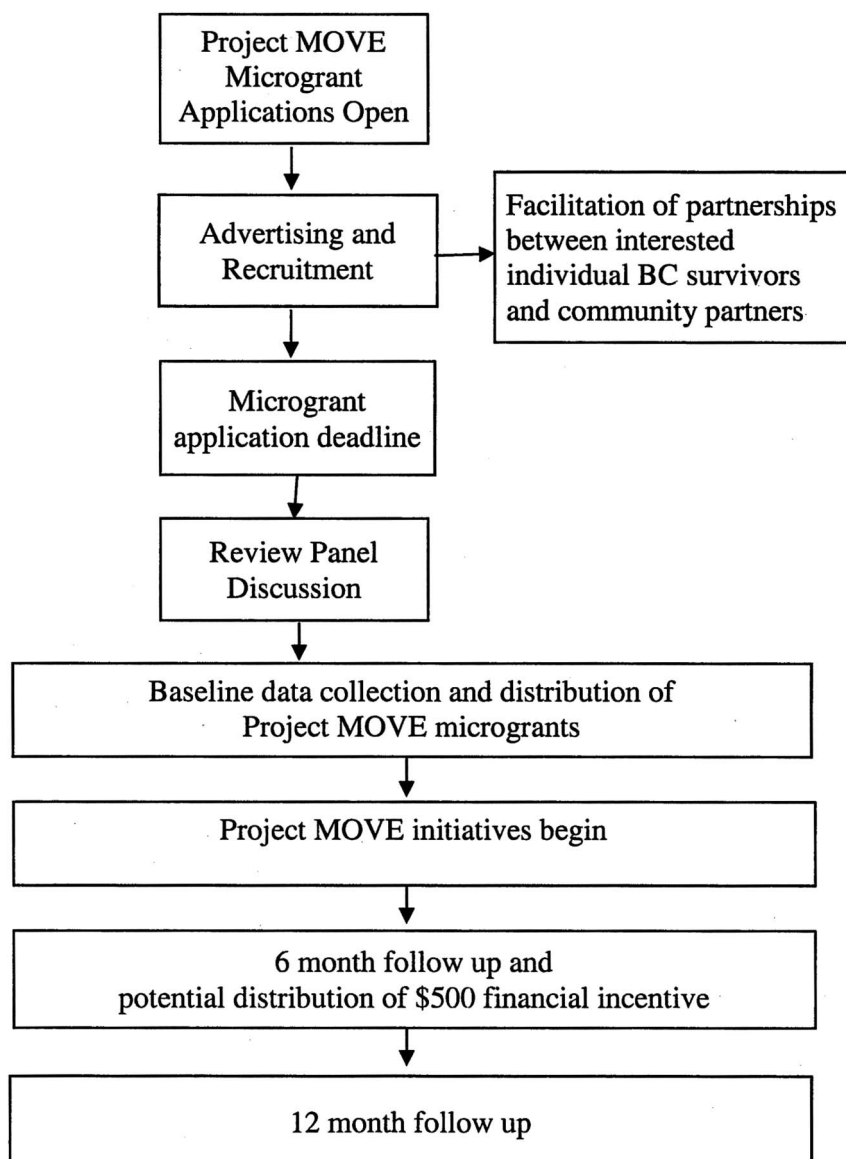 Project MOVE
Microgrant
Applications Open
Advertising and
Recruitment
Facilitation of partnerships
between interested
individual BC survivors
and community partners
Microgrant
application deadline
Review Panel
Discussion
Baseline data collection and distribution of
Project MOVE microgrants
Project MOVE initiatives begin
6 month follow up and
potential distribution of $500 financial incentive
12 month follow up